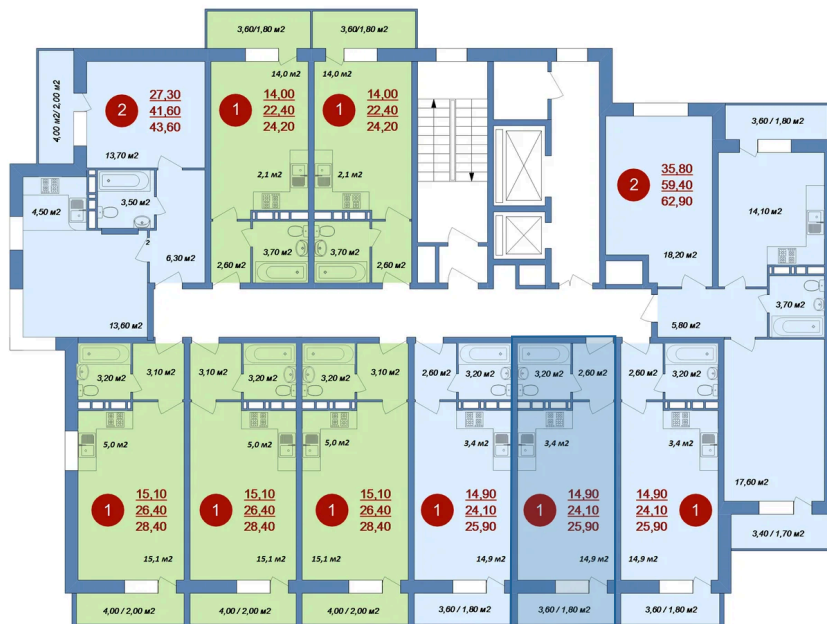 3,60/1,80 м2
3,60/1,80 м2
4,00 м2/ 2,00 м2
2
27,30
41,60
43,60
13,70 м2
14,0 м2
1
14,00
22,40
24,20
2,1 м2
14,0 м2
1
14,00
22,40
24,20
2,1 м2
3,60 / 1,80 м2
2
35,80
59,40
62,90
18,20 м2
14,10 м2
4,50 м2
3,50 м2
2
6,30 м2
13,60 м2
2,60 м2
3,70 м2
3,70 м2
2,60 м2
3,70 м2
5,80 м2
17,60 м2
3,40 / 1,70 м2
3,20 м2
3,10 м2
5,0 м2
1
15,10
26,40
28,40
15,1 м2
4,00 / 2,00 м2
3,10 м2
3,20 м2
5,0 м2
1
15,10
26,40
28,40
15,1 м2
4,00 / 2,00 м2
3,20 м2
3,10 м2
5,0 м2
1
15,10
26,40
28,40
15,1 м2
4,00 / 2,00 м2
2,60 м2
3,20 м2
3,4 м2
1
14,90
24,10
25,90
14,9 м2
3,60 / 1,80 м2
3,20 м2
2,60 м2
3,4 м2
1
14,90
24,10
25,90
14,9 м2
3,60 / 1,80 м2
2,60 м2
3,20 м2
3,4 м2
14,90
24,10
25,90
1
14,9 м2
3,60 / 1,80 м2